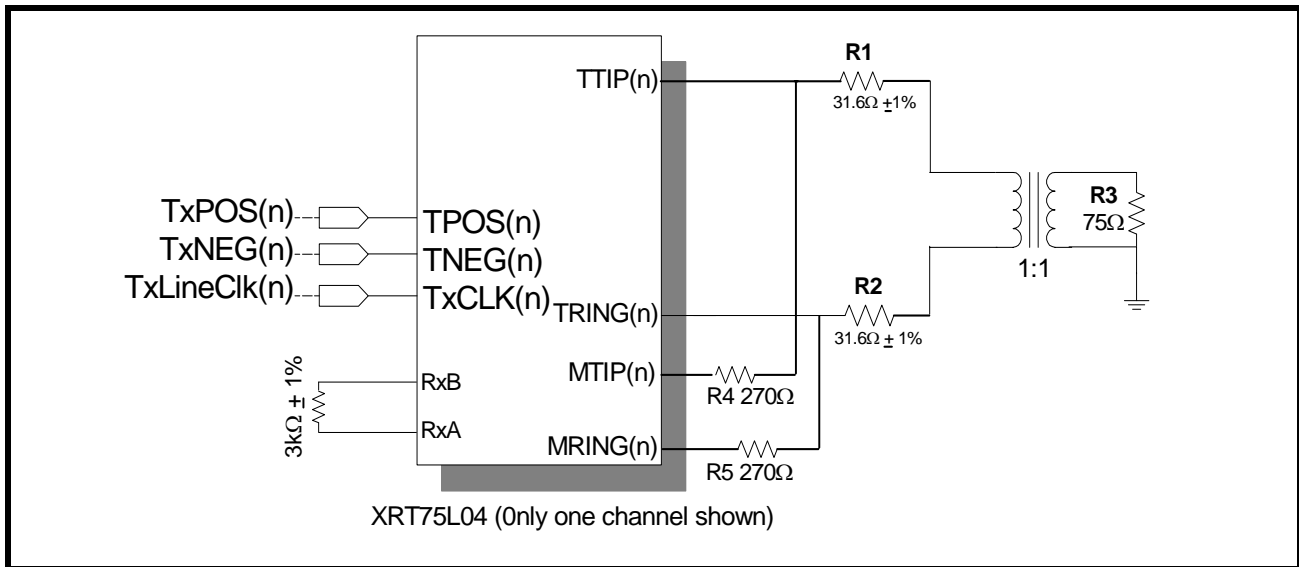 R1
TTIP(n)
31.6Ω ±1%
R3
75Ω
TxPOS(n)
TPOS(n)
TxNEG(n)
TNEG(n)
1:1
TxLineClk(n)
TxCLK(n)
R2
TRING(n)
31.6Ω ± 1%
3kΩ ± 1%
RxB
MTIP(n)
R4 270Ω
RxA
MRING(n)
R5 270Ω
XRT75L04 (0nly one channel shown)